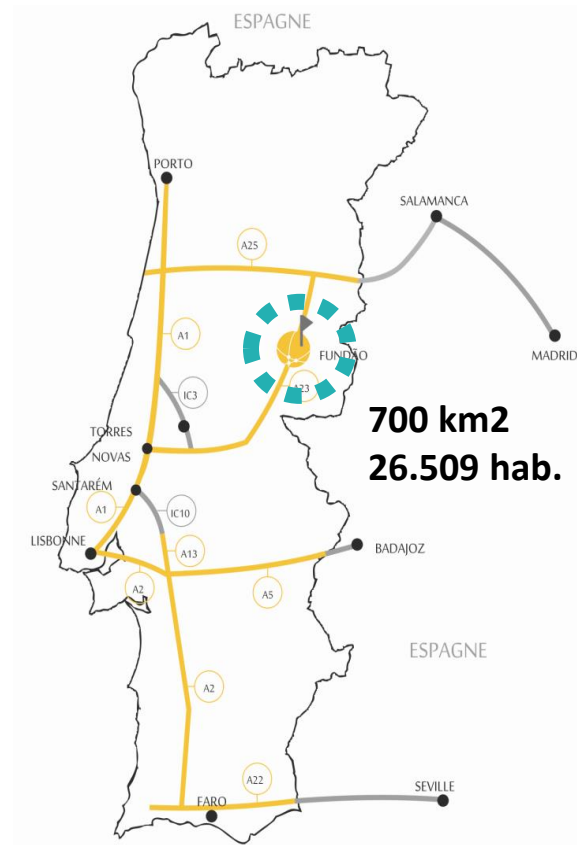 ESPAGNE
PORTO
SALAMANCA
A25
A1
FUNDÃO
MADRID
A23
IC3
700 km2
26.509 hab.
TORRES
NOVAS
SANTARÉM
A1
IC10
LISBONNE
A13
BADAJOZ
A2
A5
ESPAGNE
A2
A22
SEVILLE
FARO